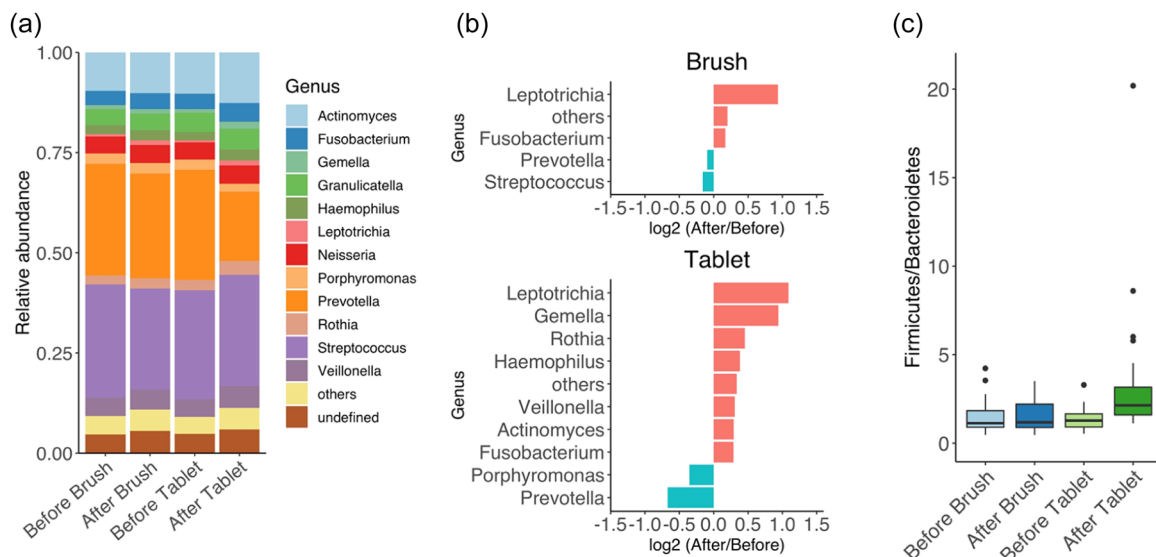 (a)
1.00
0.75
0.50
0.25
0.00
Relative abundance
Before Brush
After Brush
Before Tablet
After Tablet
Genus
Actinomyces
Fusobacterium
Gemella
Granulicatella
Haemophilus
Leptotrichia
Neisseria
Porphyromonas
Prevotella
Rothia
Streptococcus
Veillonella
others
undefined
(b)
Brush
Genus
Leptotrichia
others
Fusobacterium
Prevotella
Streptococcus
-1.5 -1.0 -0.5 0.0 0.5 1.0 1.5
log2 (After/Before)
Tablet
Genus
Leptotrichia
Gemella
Rothia
Haemophilus
others
Veillonella
Actinomyces
Fusobacterium
Porphyromonas
Prevotella
-1.5 -1.0 -0.5 0.0 0.5 1.0 1.5
log2 (After/Before)
(c)
Firmicutes/Bacteroidetes
20
15
10
5
0
Before Brush
After Brush
Before Tablet
After Tablet